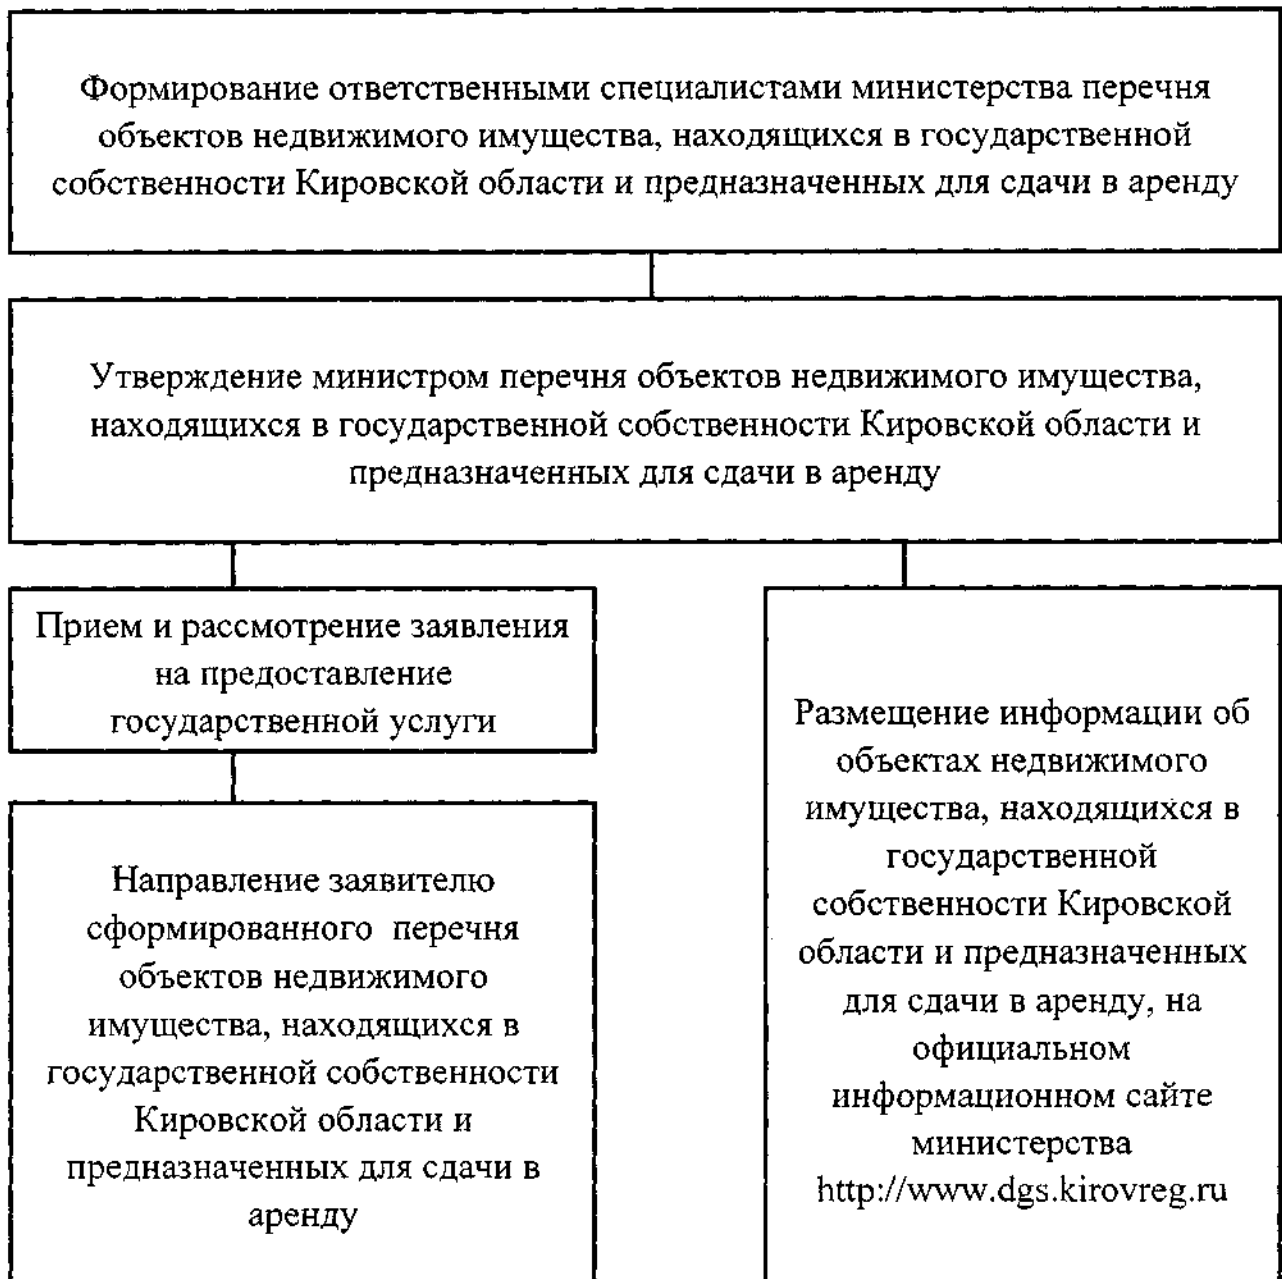 Формирование ответственными специалистами министерства перечня
объектов недвижимого имущества, находящихся в государственной
собственности Кировской области и предназначенных для сдачи в аренду
Утверждение министром перечня объектов недвижимого имущества,
находящихся в государственной собственности Кировской области и
предназначенных для сдачи в аренду
Прием и рассмотрение заявления
на предоставление
государственной услуги
Направление заявителю
сформированного перечня
объектов недвижимого
имущества, находящихся в
государственной собственности
Кировской области и
предназначенных для сдачи в
аренду
Размещение информации об
объектах недвижимого
имущества, находящихся в
государственной
собственности Кировской
области и предназначенных
для сдачи в аренду, на
официальном
информационном сайте
министерства
http://www.dgs.kirovreg.ru